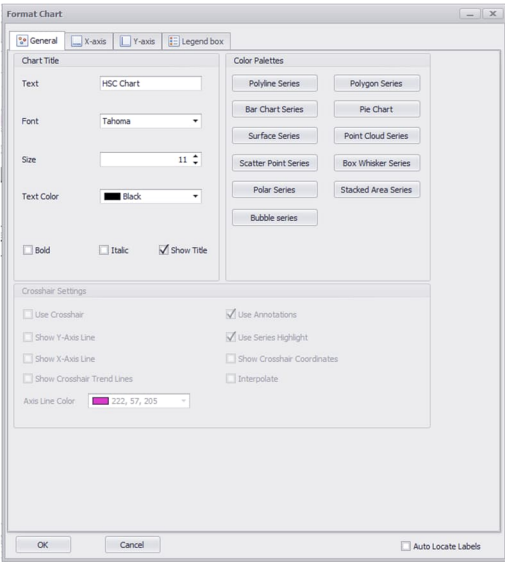 Format Chart
General
X-axis
Y-axis
Legend box
Chart Title
Text
HSC Chart
Font
Tahoma
Size
11
Text Color
Black
Bold
Italic
Show Title
Color Palettes
Polyline Series
Polygon Series
Bar Chart Series
Pie Chart
Surface Series
Point Cloud Series
Scatter Point Series
Box Whisker Series
Polar Series
Stacked Area Series
Bubble series
Crosshair Settings
Use Crosshair
Use Annotations
Show Y-Axis Line
Use Series Highlight
Show X-Axis Line
Show Crosshair Coordinates
Show Crosshair Trend Lines
Interpolate
Axis Line Color
222, 57, 205
OK
Cancel
Auto Locate Labels